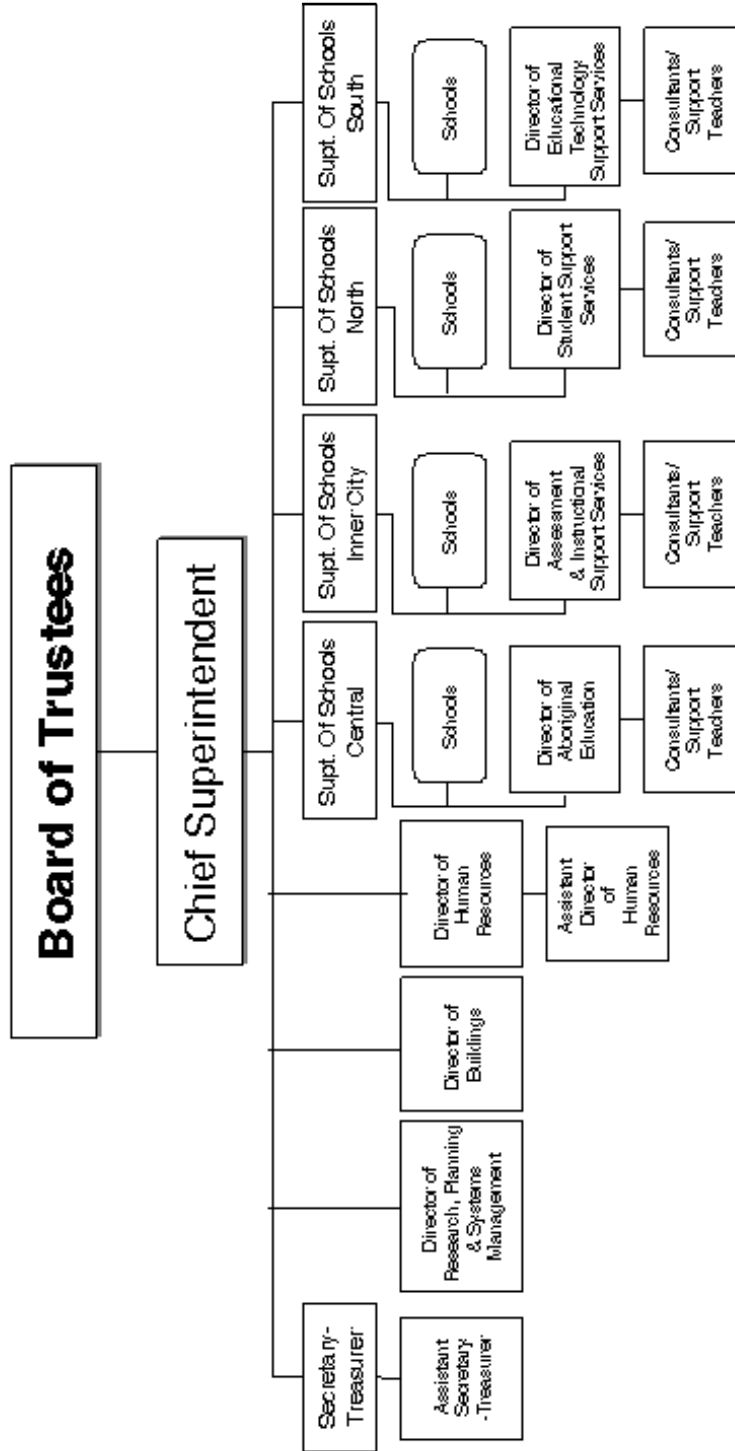 Board of Trustees
Chief Superintendent
Secretary-
Treasurer
Assistant
Secretary
-Treasurer
Director of
Research, Planning
& Systems
Management
Director of
Buildings
Director of
Human
Resources
Assistant
Director
of
Human
Resources
Supt. Of Schools
Central
Schools
Director of
Aboriginal
Education
Consultants/
Support
Teachers
Supt. Of Schools
Inner City
Schools
Director of
Assessment
& Instructional
Support Services
Consultants/
Support
Teachers
Supt. Of Schools
North
Schools
Director of
Student Support
Services
Consultants/
Support
Teachers
Supt. Of Schools
South
Schools
Director of
Educational
Technology
Support Services
Consultants/
Support
Teachers